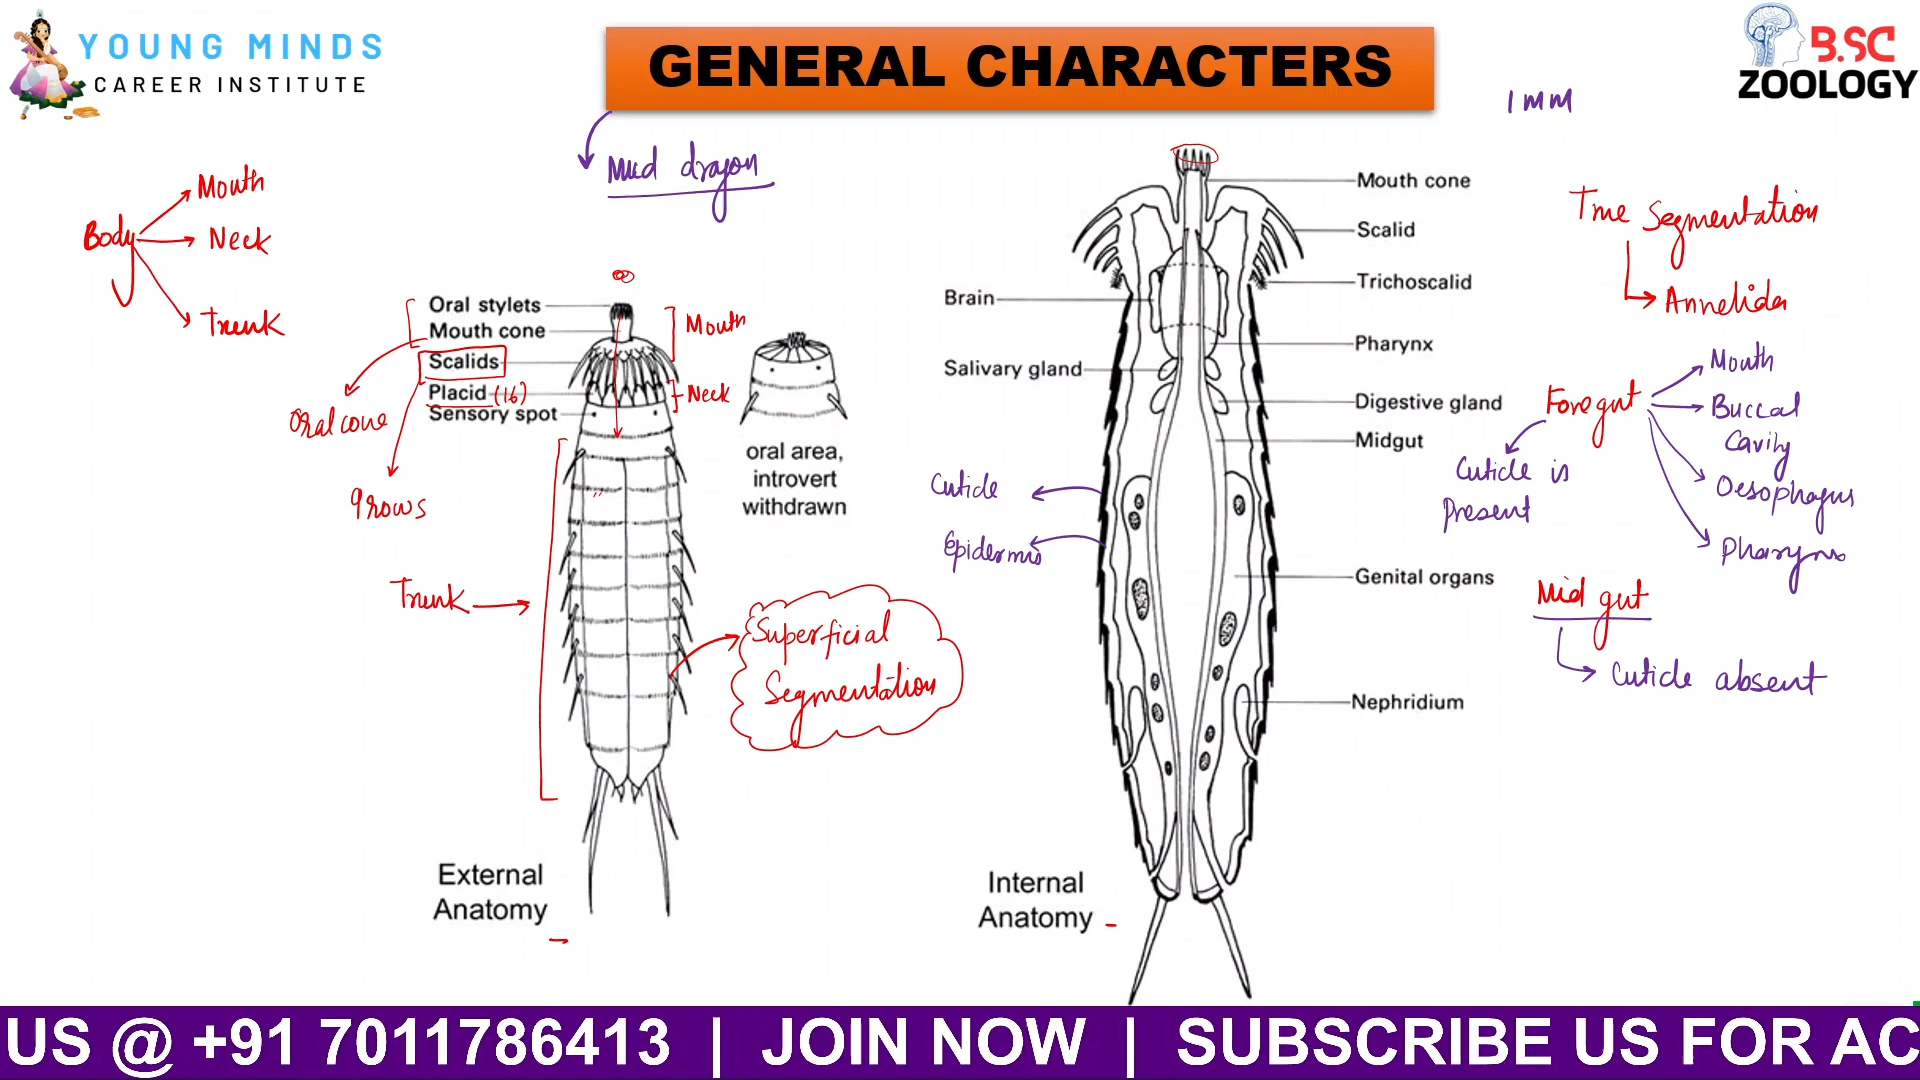 YOUNG MINDS
CAREER INSTITUTE
GENERAL CHARACTERS
B.SC
ZOOLOGY
1 mm
Mud dragon
Body
Mouth
Neck
Trunk
Oral stylets
Mouth cone
Scalids
Placid (16)
Sensory spot
Mouth
Neck
Oral cone
9 rows
Trunk
oral area,
introvert
withdrawn
Superficial
Segmentation
External
Anatomy
Brain
Salivary gland
Cuticle
Epidermis
Mouth cone
Scalid
Trichoscalid
Pharynx
Digestive gland
Midgut
Genital organs
Nephridium
Internal
Anatomy
True Segmentation
Annelida
Foregut
Mouth
Buccal
Cavity
Oesophagus
Pharynx
Cuticle is
Present
Mid gut
Cuticle absent
US @ +91 7011786413 | JOIN NOW | SUBSCRIBE US FOR AC